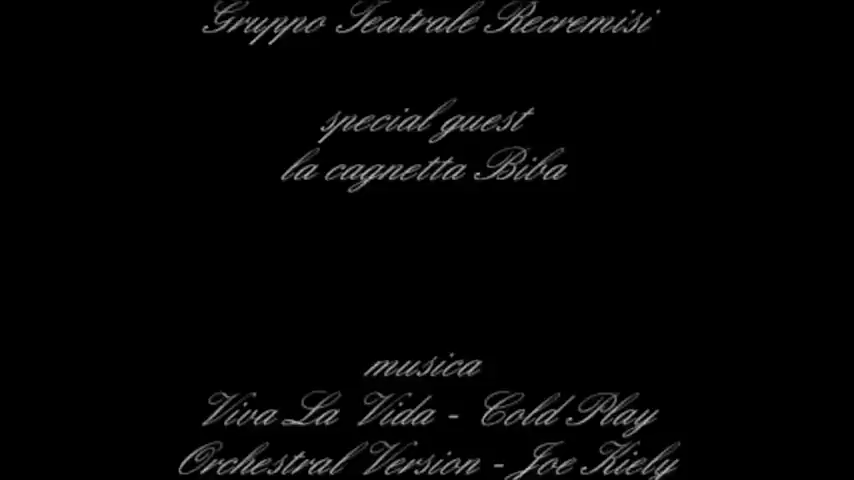 Gruppo Teatrale Recremisi
special guest
la cagnetta Biba
musica
Viva La Vida - Cold Play
Orchestral Version - Joe Kiely